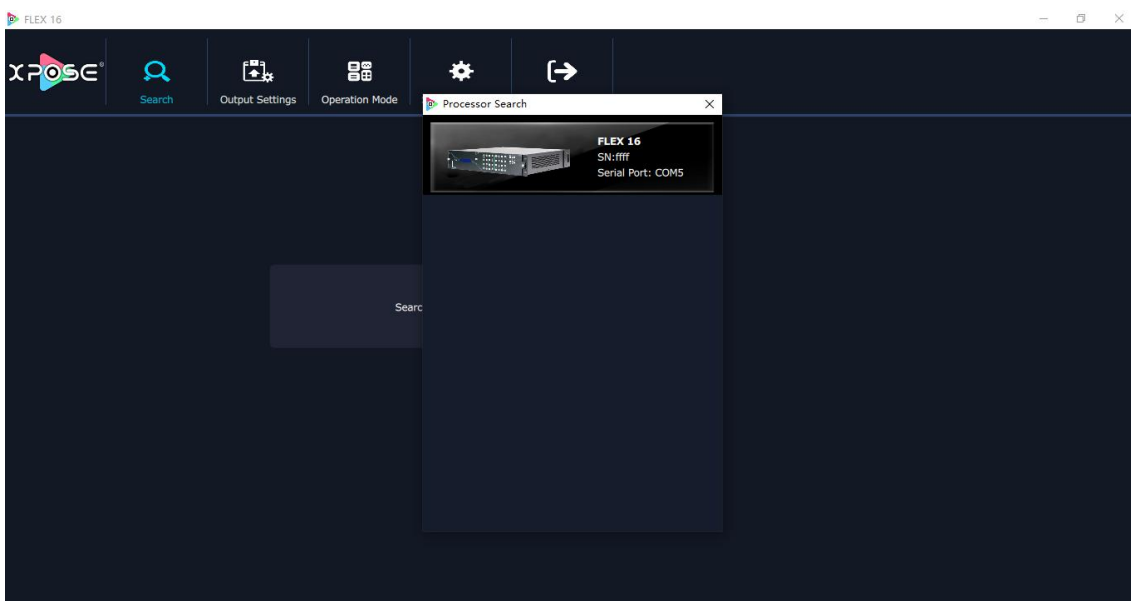 FLEX 16
XPOSE®
Search
Output Settings
Operation Mode
Processor Search
FLEX 16
SN:ffff
Serial Port: COM5
Searc